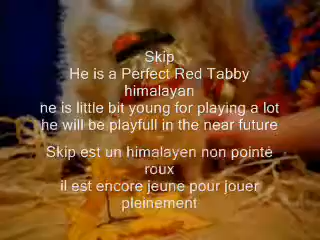 Skip
He is a Perfect Red Tabby
himalayan
he is little bit young for playing a lot
he will be playfull in the near future
Skip est un himalayen non pointé
roux
il est encore jeune pour jouer
pleinement